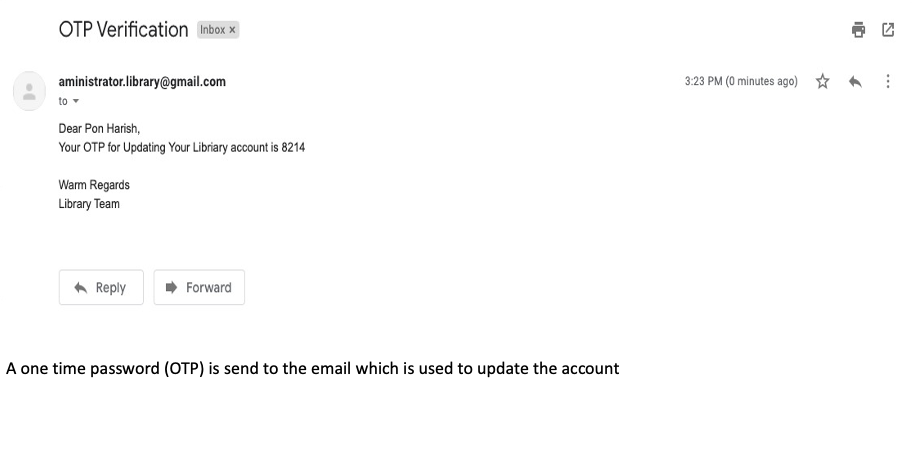 OTP Verification Inbox x
aministrator.library@gmail.com 3:23 PM (0 minutes ago)
to
Dear Pon Harish,
Your OTP for Updating Your Libriary account is 8214
Warm Regards
Library Team
Reply Forward
A one time password (OTP) is send to the email which is used to update the account